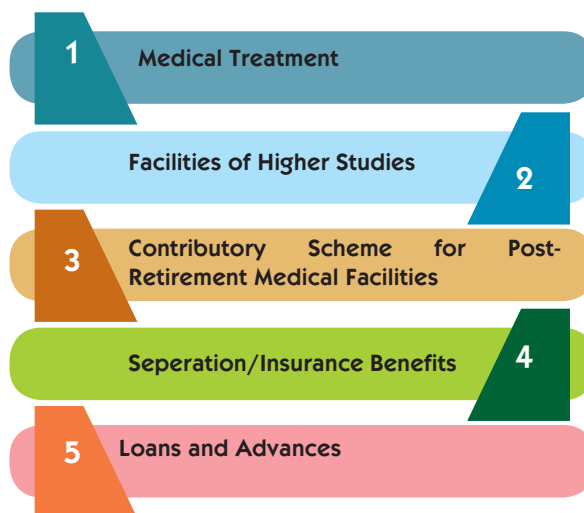 1 Medical Treatment
Facilities of Higher Studies 2
3 Contributory Scheme for Post-
Retirement Medical Facilities
Seperation/Insurance Benefits 4
5 Loans and Advances